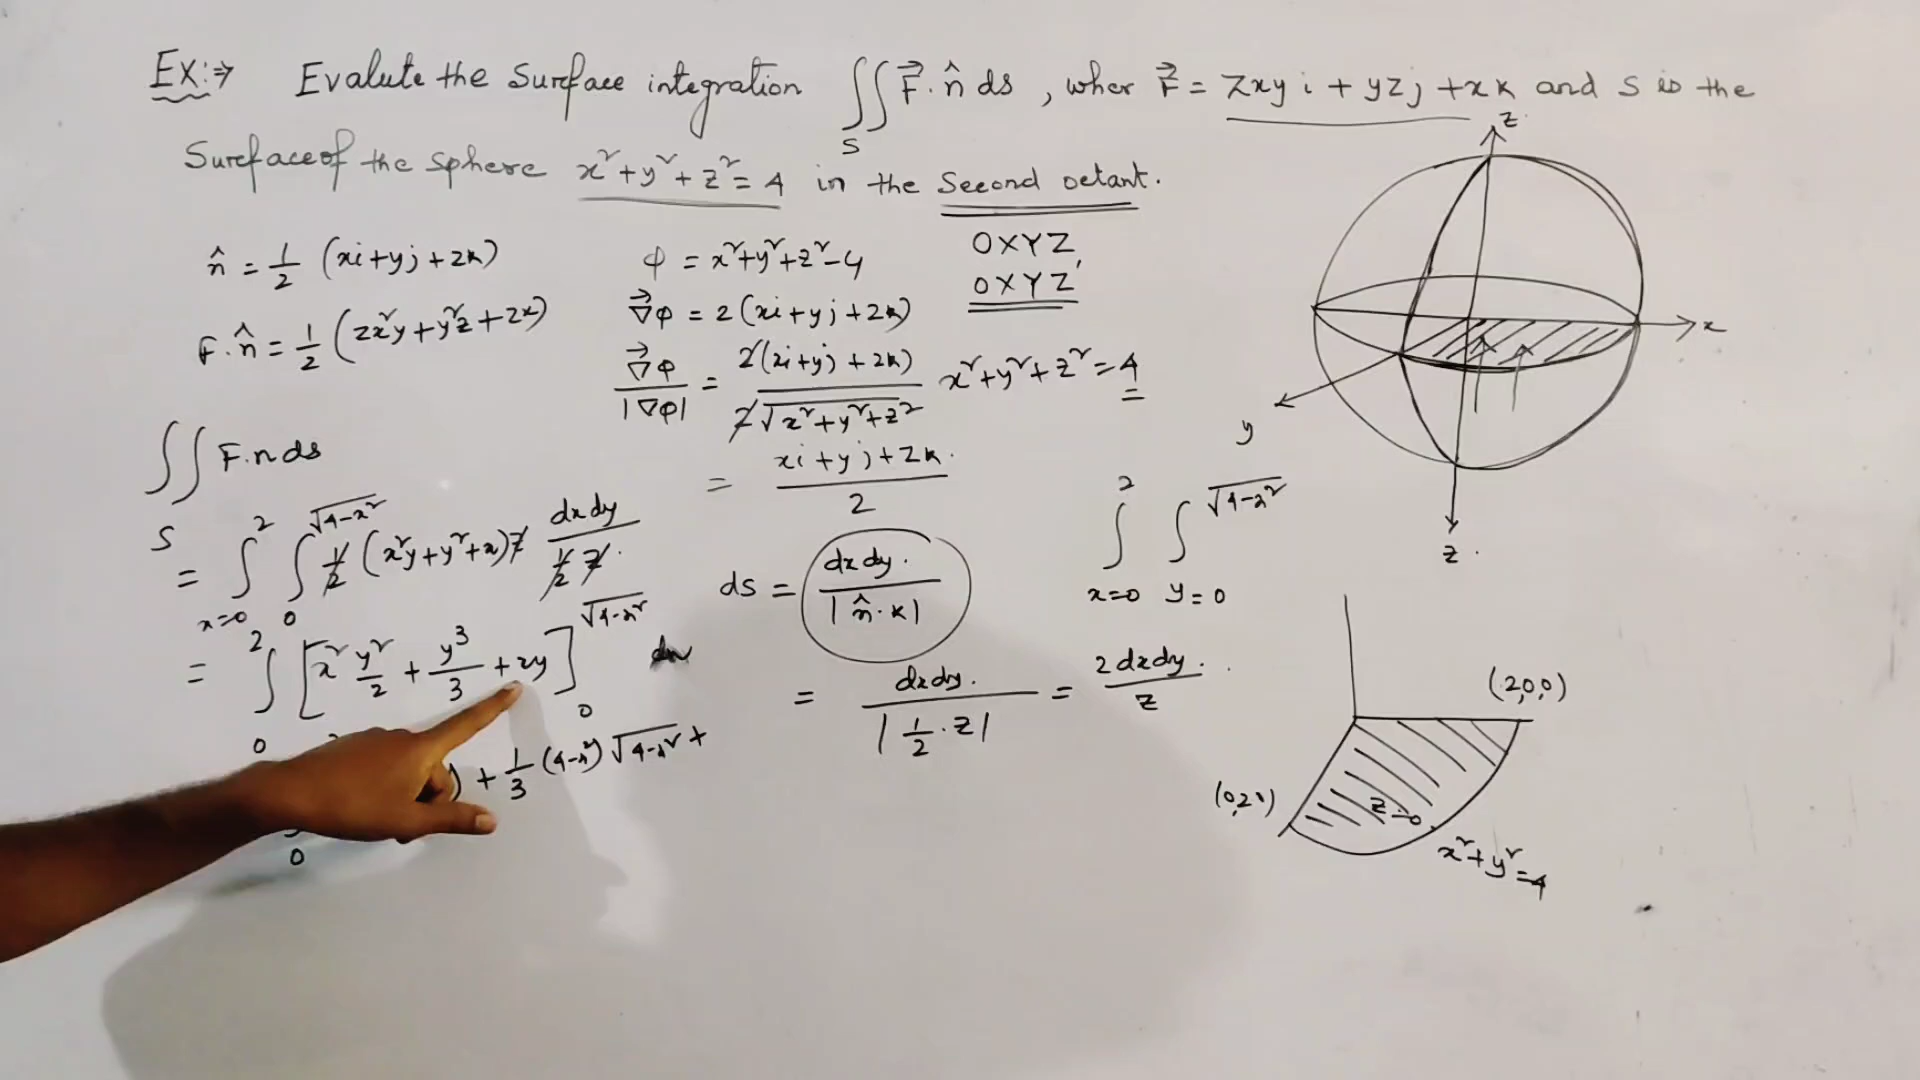 Ex:⇒ Evalute the Surface integration ∬_S F⃗.n̂ ds, wher F⃗ = zxy i + yz j + x k and S is the
Surface of the sphere x²+y²+z² = 4 in the Second octant.
n̂ = 1/2 (xi+yj+zk)
F.n̂ = 1/2 (zx²y+y²z+zx)
φ = x²+y²+z²-4
∇⃗φ = 2(xi+yj+zk)
∇⃗φ/|∇φ| = 2(xi+yj+zk)/2√(x²+y²+z²)
x²+y²+z² = 4
= (xi+yj+zk)/2
OXYZ
OXYZ'
∬_S F.n ds
= ∫_{x=0}^{2} ∫_{0}^{√(4-x²)} 1/2 (x²y+y²+x)z dxdy/(1/2 z)
= ∫_0^2 [x² y²/2 + y³/3 + xy]_0^{√(4-x²)} dx
) + 1/3 (4-x²) √(4-x²) +
0
ds = dxdy/|n̂.k|
= dxdy/|1/2 . z| = 2dxdy/z
∫_{x=0}^{2} ∫_{y=0}^{√(4-x²)}
z
x
y
z
(2,0,0)
z=0
x²+y²=4